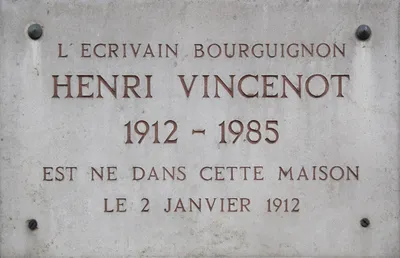 L'ECRIVAIN BOURGUIGNON
HENRI VINCENOT
1912 - 1985
EST NE DANS CETTE MAISON
LE 2 JANVIER 1912